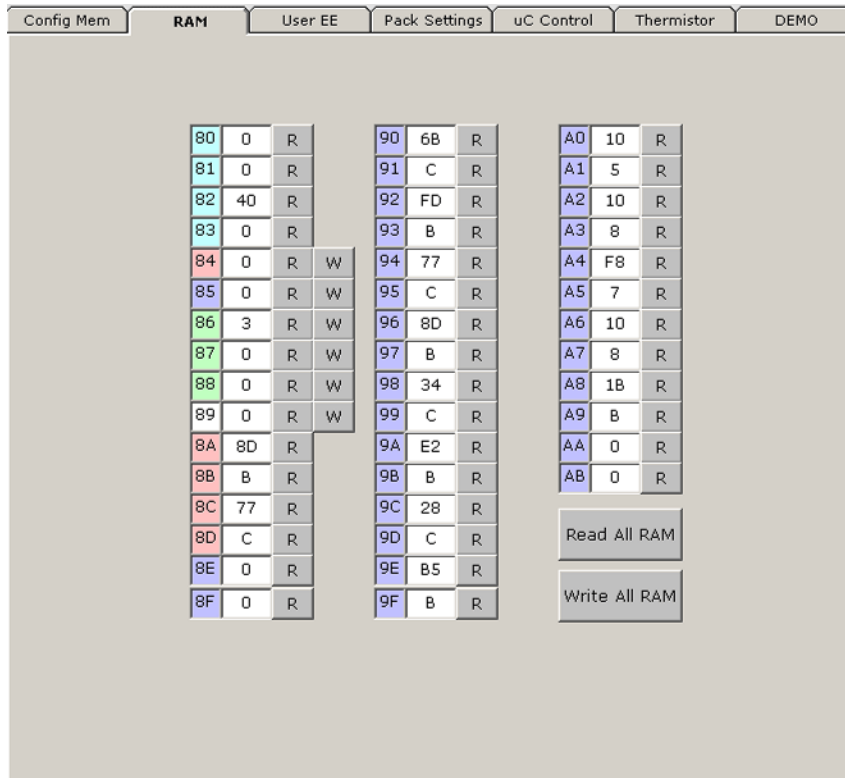 Config Mem RAM User EE Pack Settings uC Control Thermistor DEMO
80 0 R 90 6B R A0 10 R
81 0 R 91 C R A1 5 R
82 40 R 92 FD R A2 10 R
83 0 R 93 B R A3 8 R
84 0 R W 94 77 R A4 F8 R
85 0 R W 95 C R A5 7 R
86 3 R W 96 8D R A6 10 R
87 0 R W 97 B R A7 8 R
88 0 R W 98 34 R A8 1B R
89 0 R W 99 C R A9 B R
8A 8D R 9A E2 R AA 0 R
8B B R 9B B R AB 0 R
8C 77 R 9C 28 R
8D C R 9D C R Read All RAM
8E 0 R 9E B5 R
8F 0 R 9F B R Write All RAM